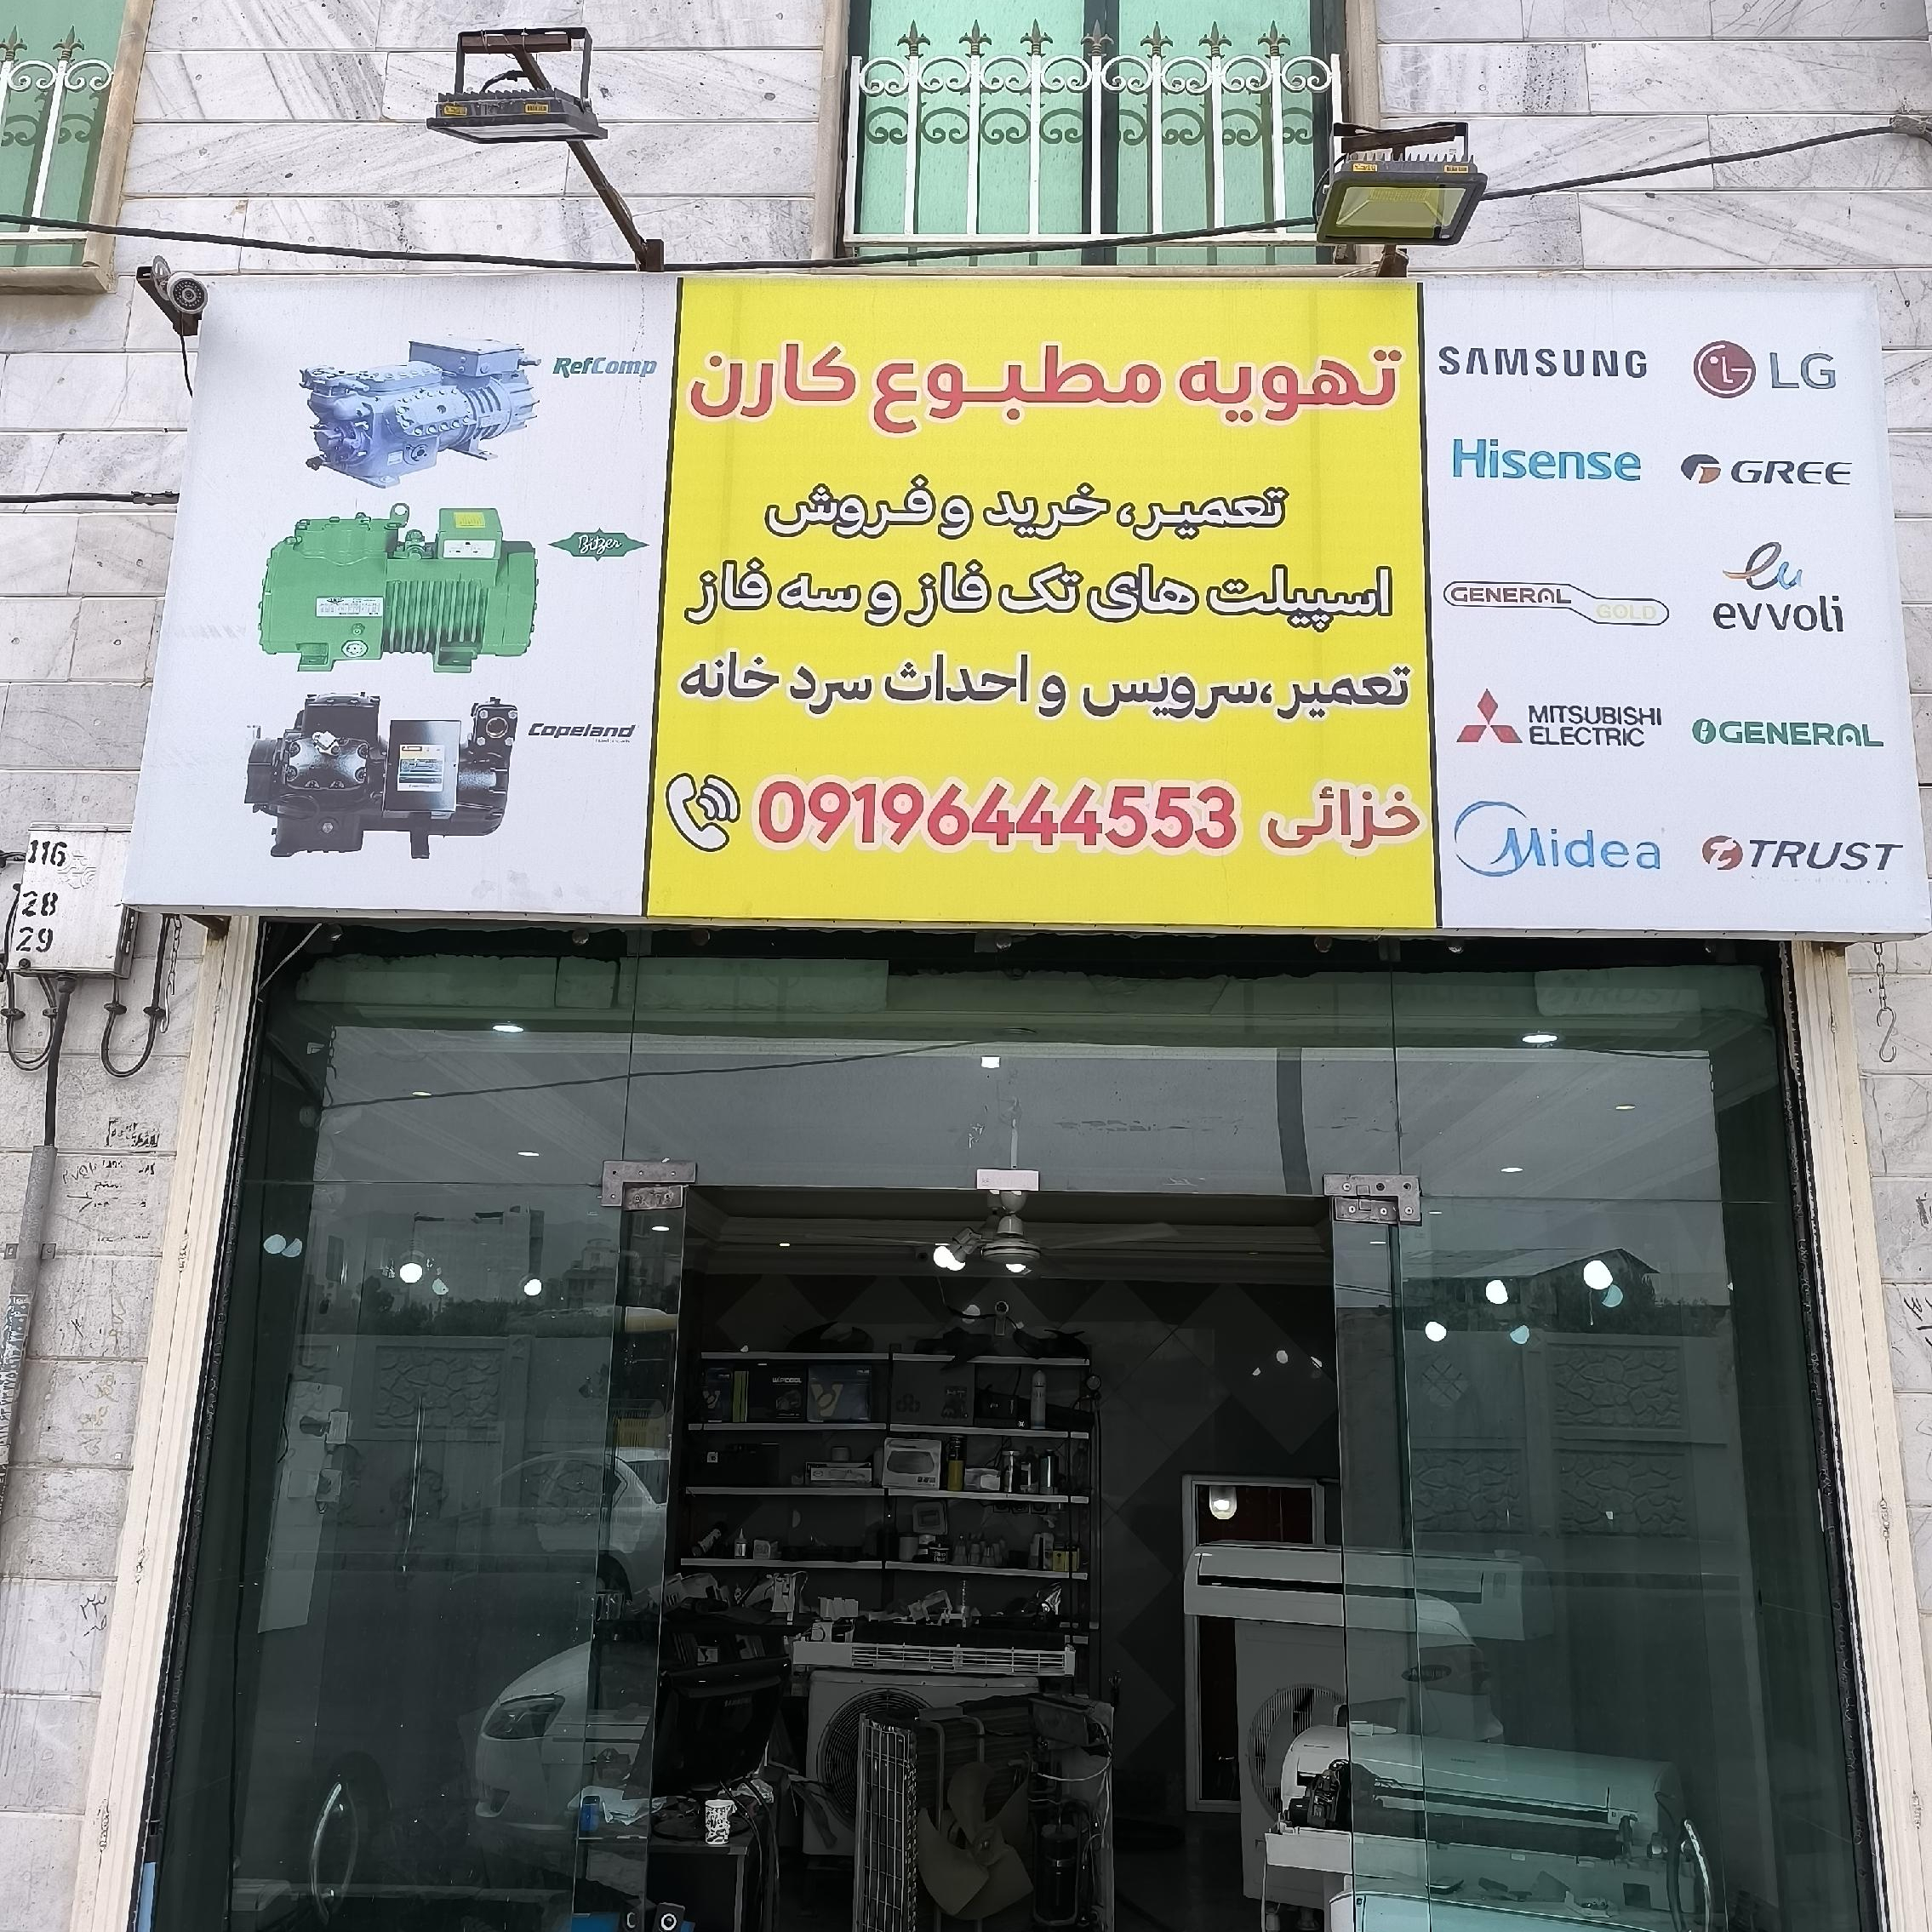 تهویه مطبوع کارن
تعمیر، خرید و فروش
اسپیلت های تک فاز و سه فاز
تعمیر، سرویس و احداث سرد خانه
خزائی 09196444553
RefComp
Bitzer
Copeland
SAMSUNG
LG
Hisense
GREE
GENERAL GOLD
evvoli
MITSUBISHI
ELECTRIC
GENERAL
Midea
TRUST
116
28
29
WIPCOOL